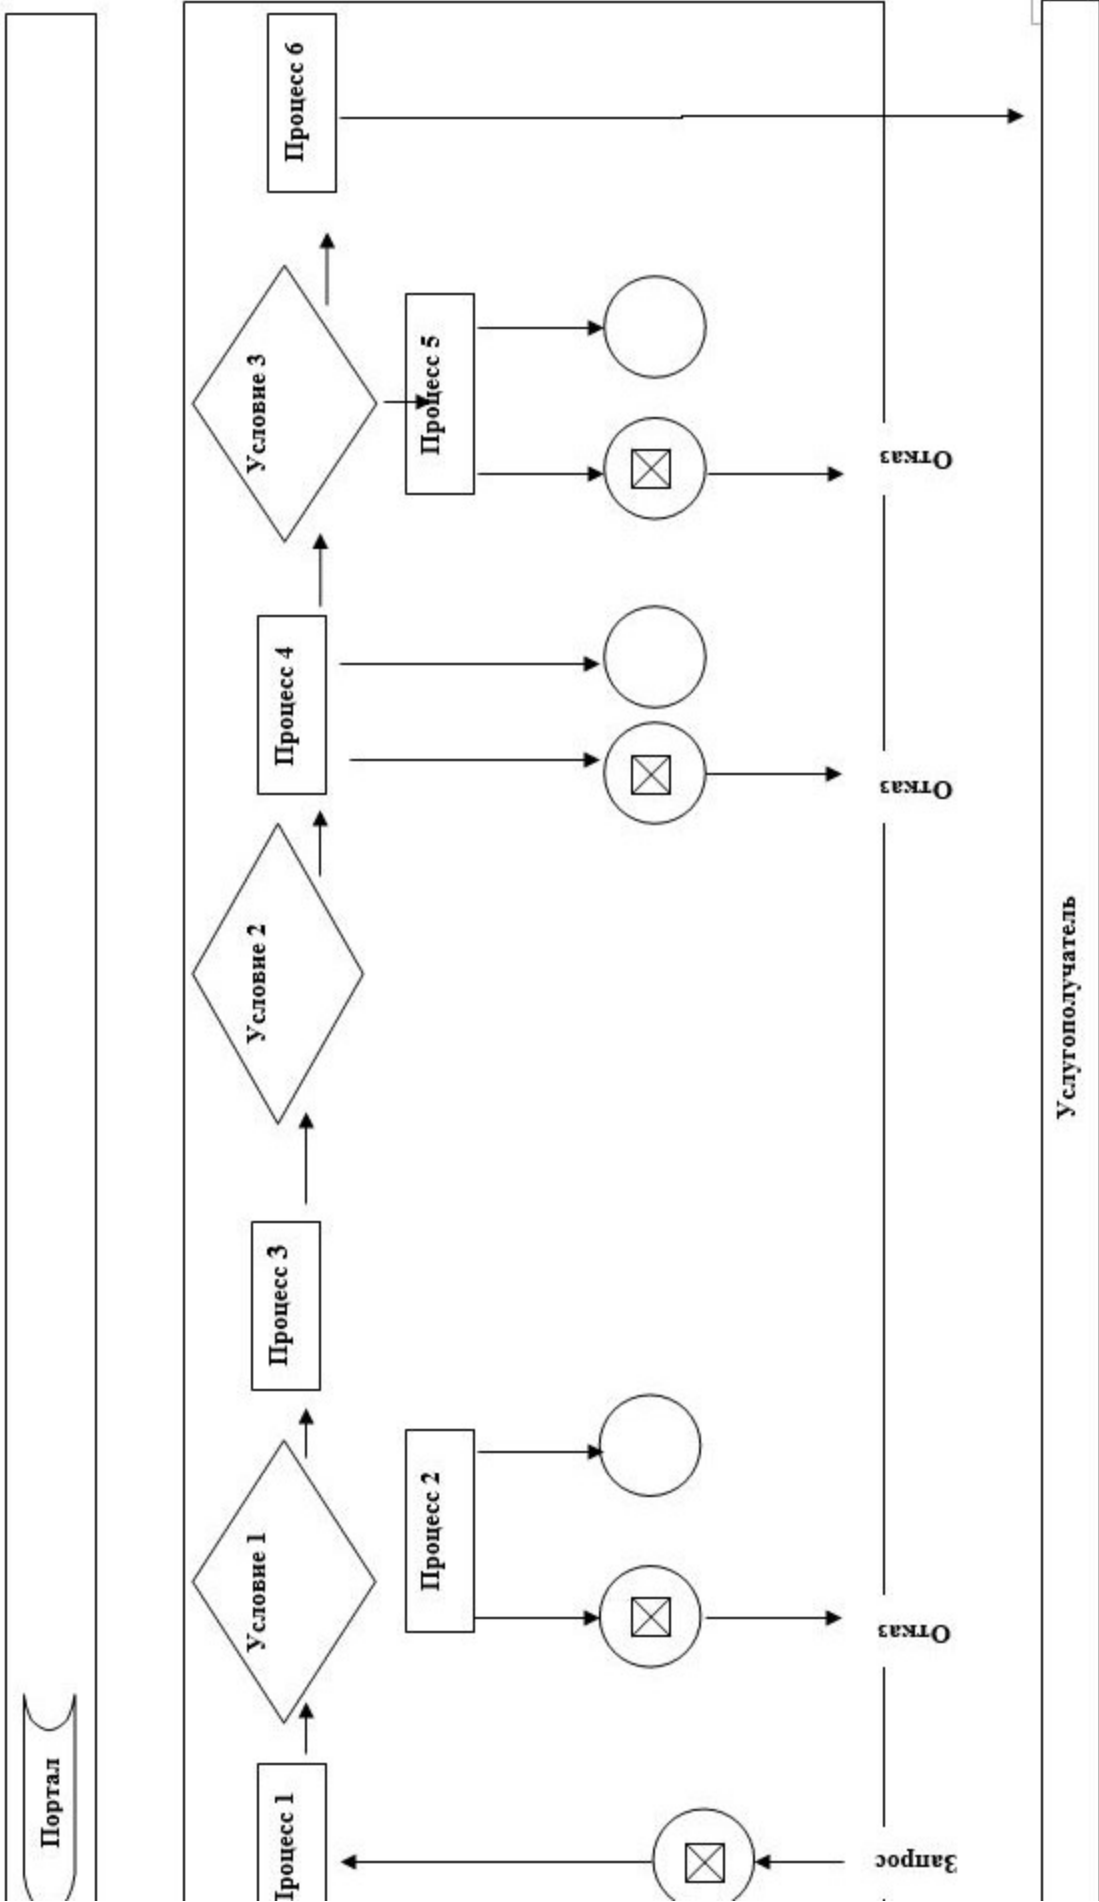 Портал
Процесс 1
Условие 1
Процесс 3
Условие 2
Процесс 4
Условие 3
Процесс 6
Процесс 2
Процесс 5
Запрос
Отказ
Отказ
Отказ
Услугополучатель